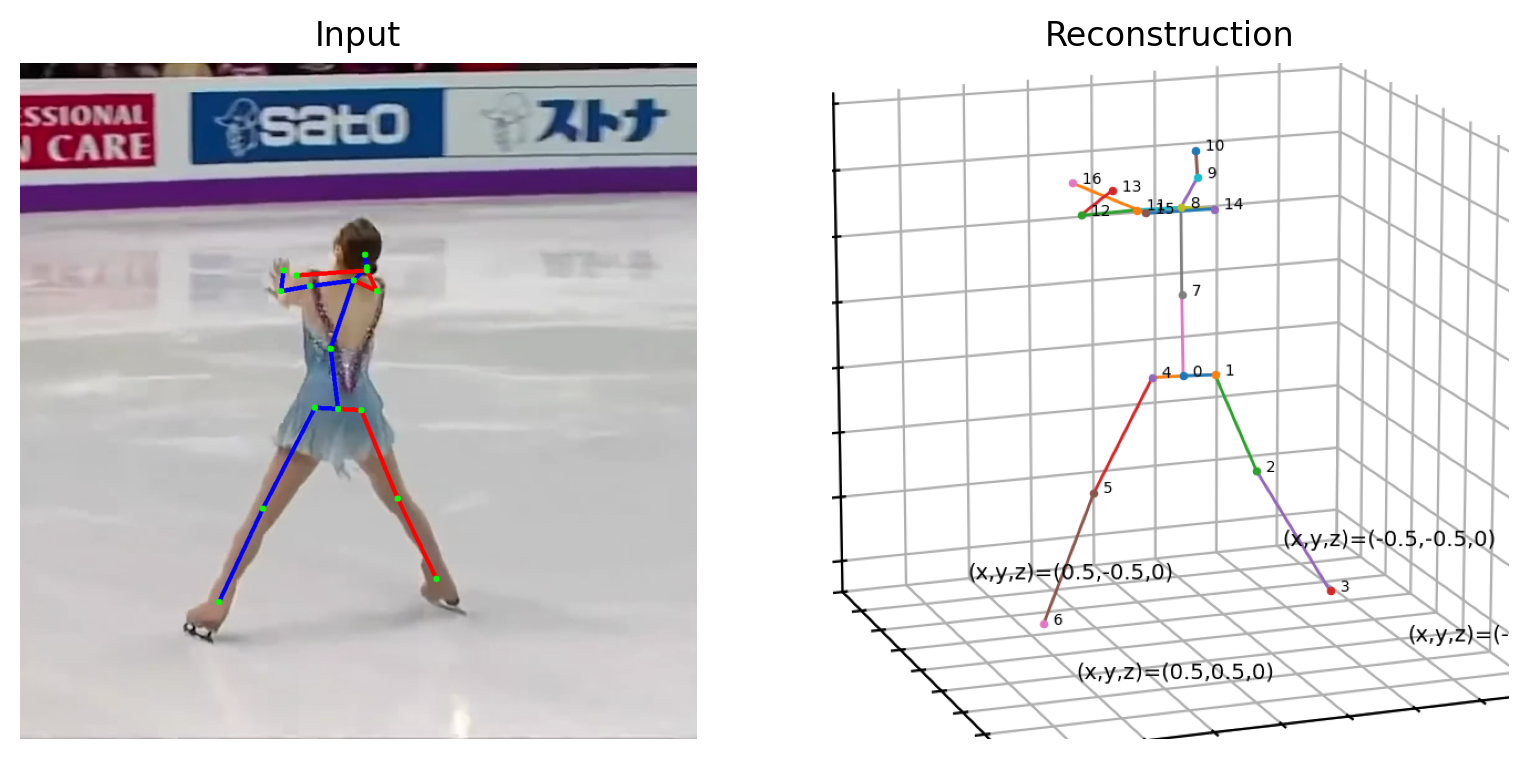 Input
Reconstruction
SSIONAL
N CARE
sato
ストナ
10
9
16
13
12
11
15
8
14
7
4
0
1
5
2
(x,y,z)=(-0.5,-0.5,0)
(x,y,z)=(0.5,-0.5,0)
3
6
(x,y,z)=(-
(x,y,z)=(0.5,0.5,0)